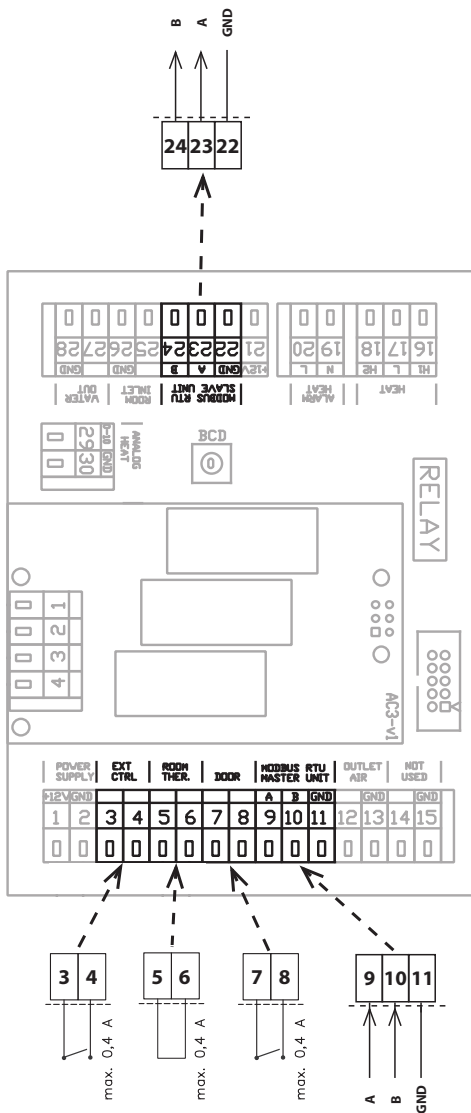 B
A
GND
24 23 22
28 27 26 25 24 23 22 21
GND GND B A GND +12V
WATER OUT
ROOM INLET
MODBUS RTU
SLAVE UNIT
20 19
L N
ALARM HEAT
18 17 16
H2 L H1
HEAT
29 30
0-10 GND
ANALOG
HEAT
BCD
RELAY
1
2
3
4
AC3-v1
POWER SUPPLY
EXT CTRL
ROOM THER.
DOOR
MODBUS RTU
MASTER UNIT
OUTLET AIR
NOT USED
+12V GND A B GND GND GND
1 2 3 4 5 6 7 8 9 10 11 12 13 14 15
3 4
5 6
7 8
9 10 11
max. 0,4 A
max. 0,4 A
max. 0,4 A
A
B
GND